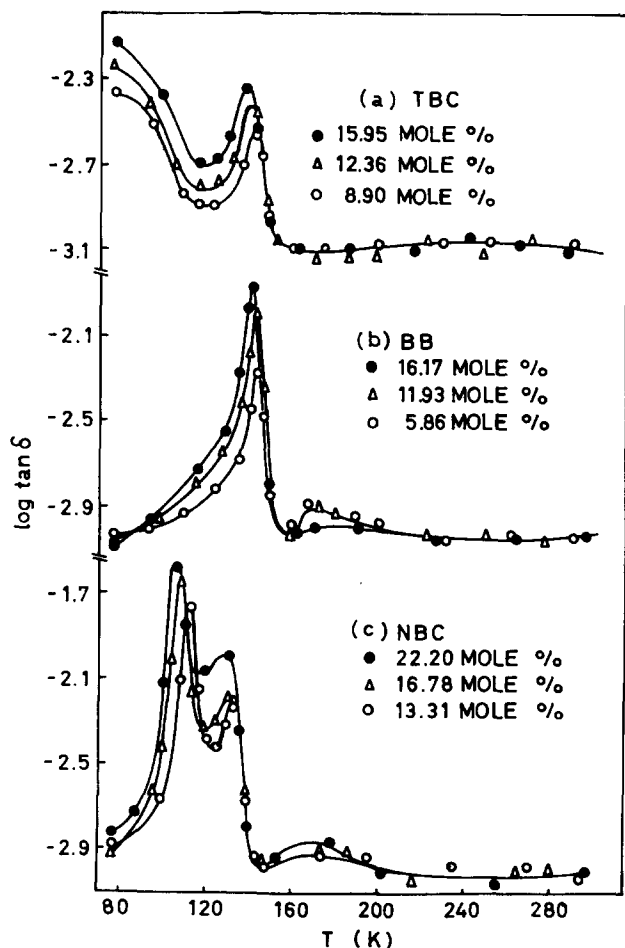 -2.3
-2.7
-3.1
(a) TBC
● 15.95 MOLE %
△ 12.36 MOLE %
○ 8.90 MOLE %
-2.1
-2.5
-2.9
(b) BB
● 16.17 MOLE %
△ 11.93 MOLE %
○ 5.86 MOLE %
log tan δ
-1.7
-2.1
-2.5
-2.9
(c) NBC
● 22.20 MOLE %
△ 16.78 MOLE %
○ 13.31 MOLE %
80 120 160 200 240 280
T (K)